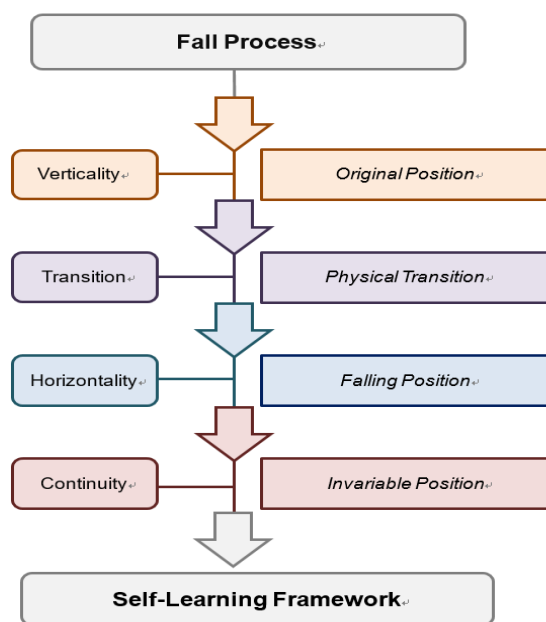 Fall Process
Verticality
Original Position
Transition
Physical Transition
Horizontality
Falling Position
Continuity
Invariable Position
Self-Learning Framework